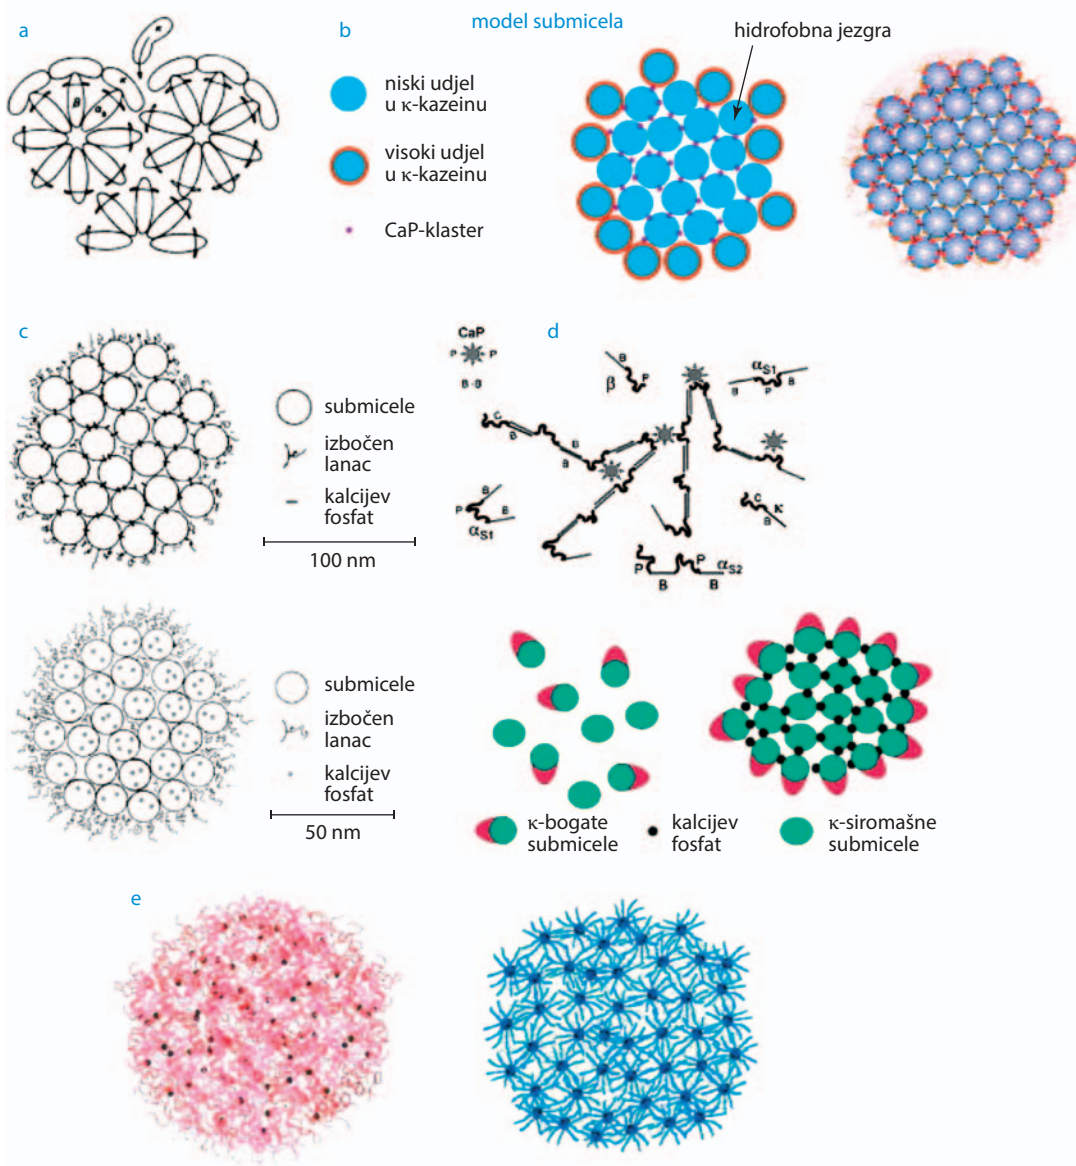 a
κ
κ
κ
β
α
s
b
model submicela
hidrofobna jezgra
niski udjel
u κ-kazeinu
visoki udjel
u κ-kazeinu
CaP-klaster
c
submicele
izbočen
lanac
kalcijev
fosfat
100 nm
d
CaP
P P
B - B
β
B
P
αS1
B
P
B
C
B
B
B
P
B
B
αS1
C
κ
B
P
P
αS2
B
B
submicele
izbočen
lanac
kalcijev
fosfat
50 nm
κ-bogate
submicele
kalcijev
fosfat
κ-siromašne
submicele
e